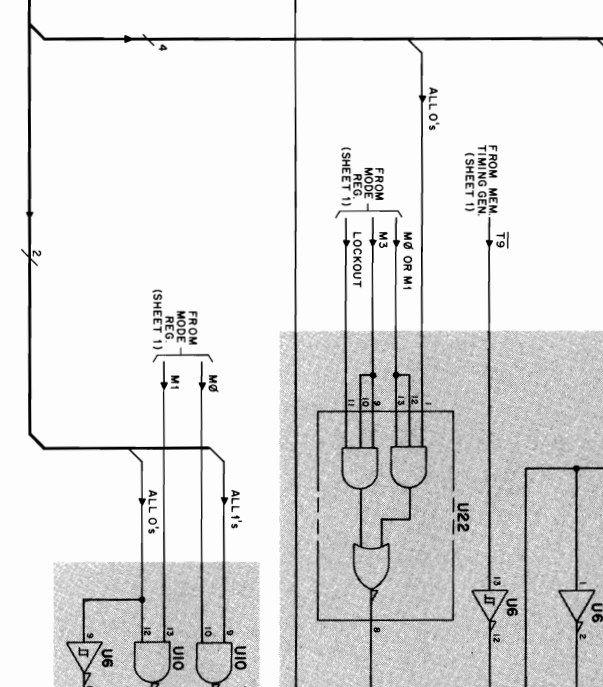 4
ALL 0's
FROM MEM.
TIMING GEN.
(SHEET 1)
T9
FROM
MODE
REG.
(SHEET 1)
MØ OR M1
M3
LOCKOUT
2
FROM
MODE
REG.
(SHEET 1)
MØ
M1
1
12
13
9
10
11
U22
8
ALL 1's
ALL 0's
13
U6
12
1
U6
2
9
U6
12
13
U10
10
9
U10